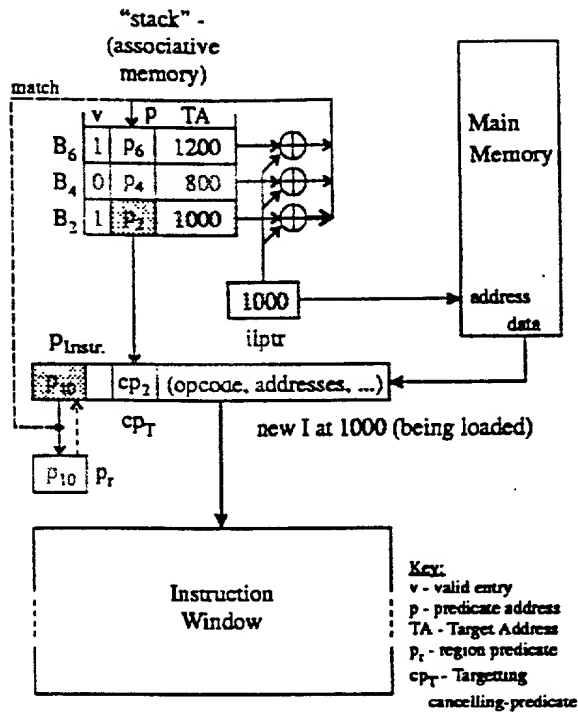 “stack” -
(associative
memory)
match
v p TA
B6 1 p6 1200
B4 0 p4 800
B2 1 p2 1000
Main
Memory
1000
address
data
iIptr
PInstr.
p10 cp2 (opcode, addresses, ...)
cpT
new I at 1000 (being loaded)
p10 pr
Instruction
Window
Key:
v - valid entry
p - predicate address
TA - Target Address
pr - region predicate
cpT - Targetting
cancelling-predicate